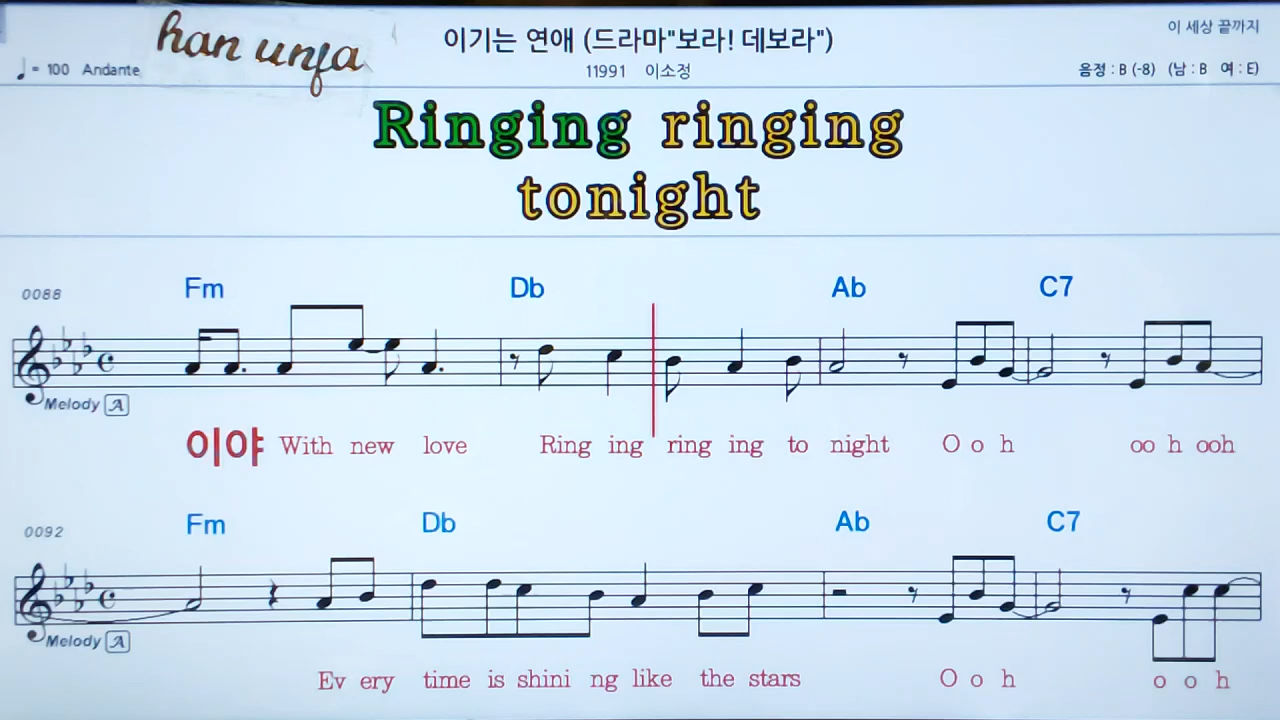 han unfa
이기는 연애 (드라마"보라! 데보라")
이 세상 끝까지
♩= 100 Andante
11991 이소정
음정 : B (-8) (남 : B 여 : E)
Ringing ringing
tonight
0088
Fm Db Ab C7
Melody A
이야 With new love Ring ing ring ing to night O o h oo h ooh
0092
Fm Db Ab C7
Melody A
Ev ery time is shini ng like the stars O o h o o h